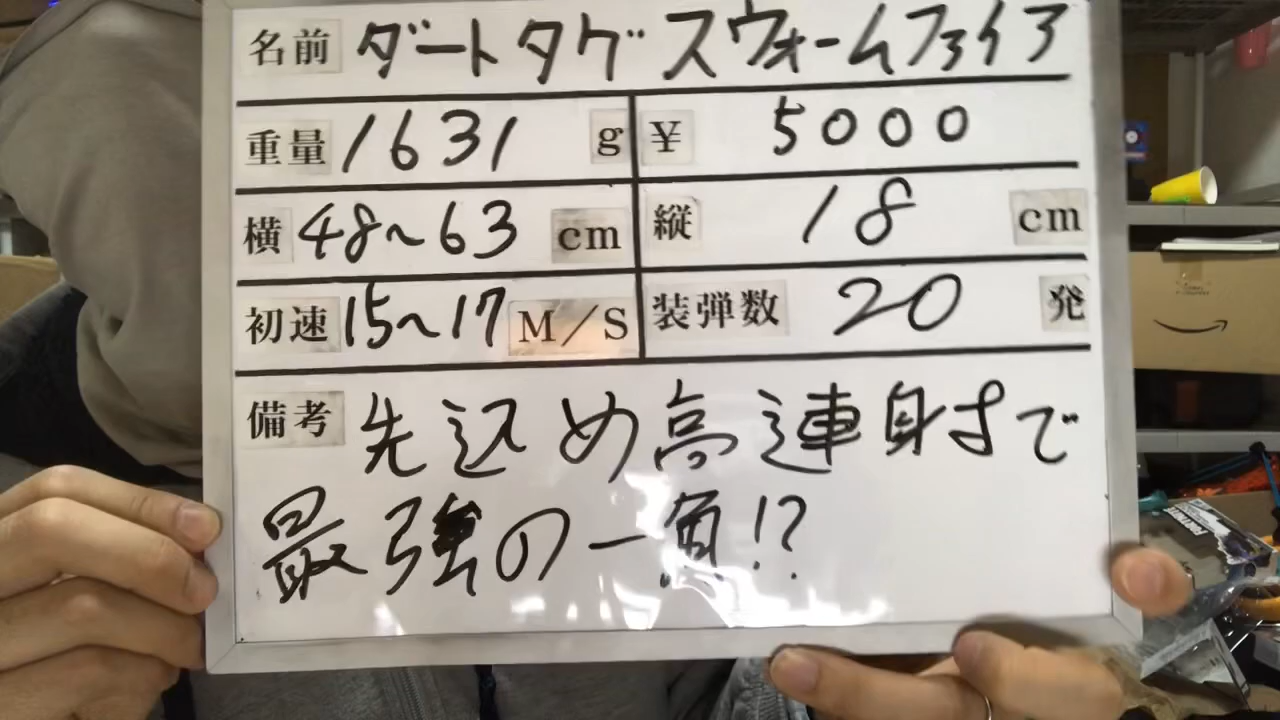 名前 ダートタグ スウォームファイア
重量 1631 g ¥ 5000
横 48~63 cm 縦 18 cm
初速 15~17 M/S 装弾数 20 発
備考 先込め高連射で
最強の一角!?